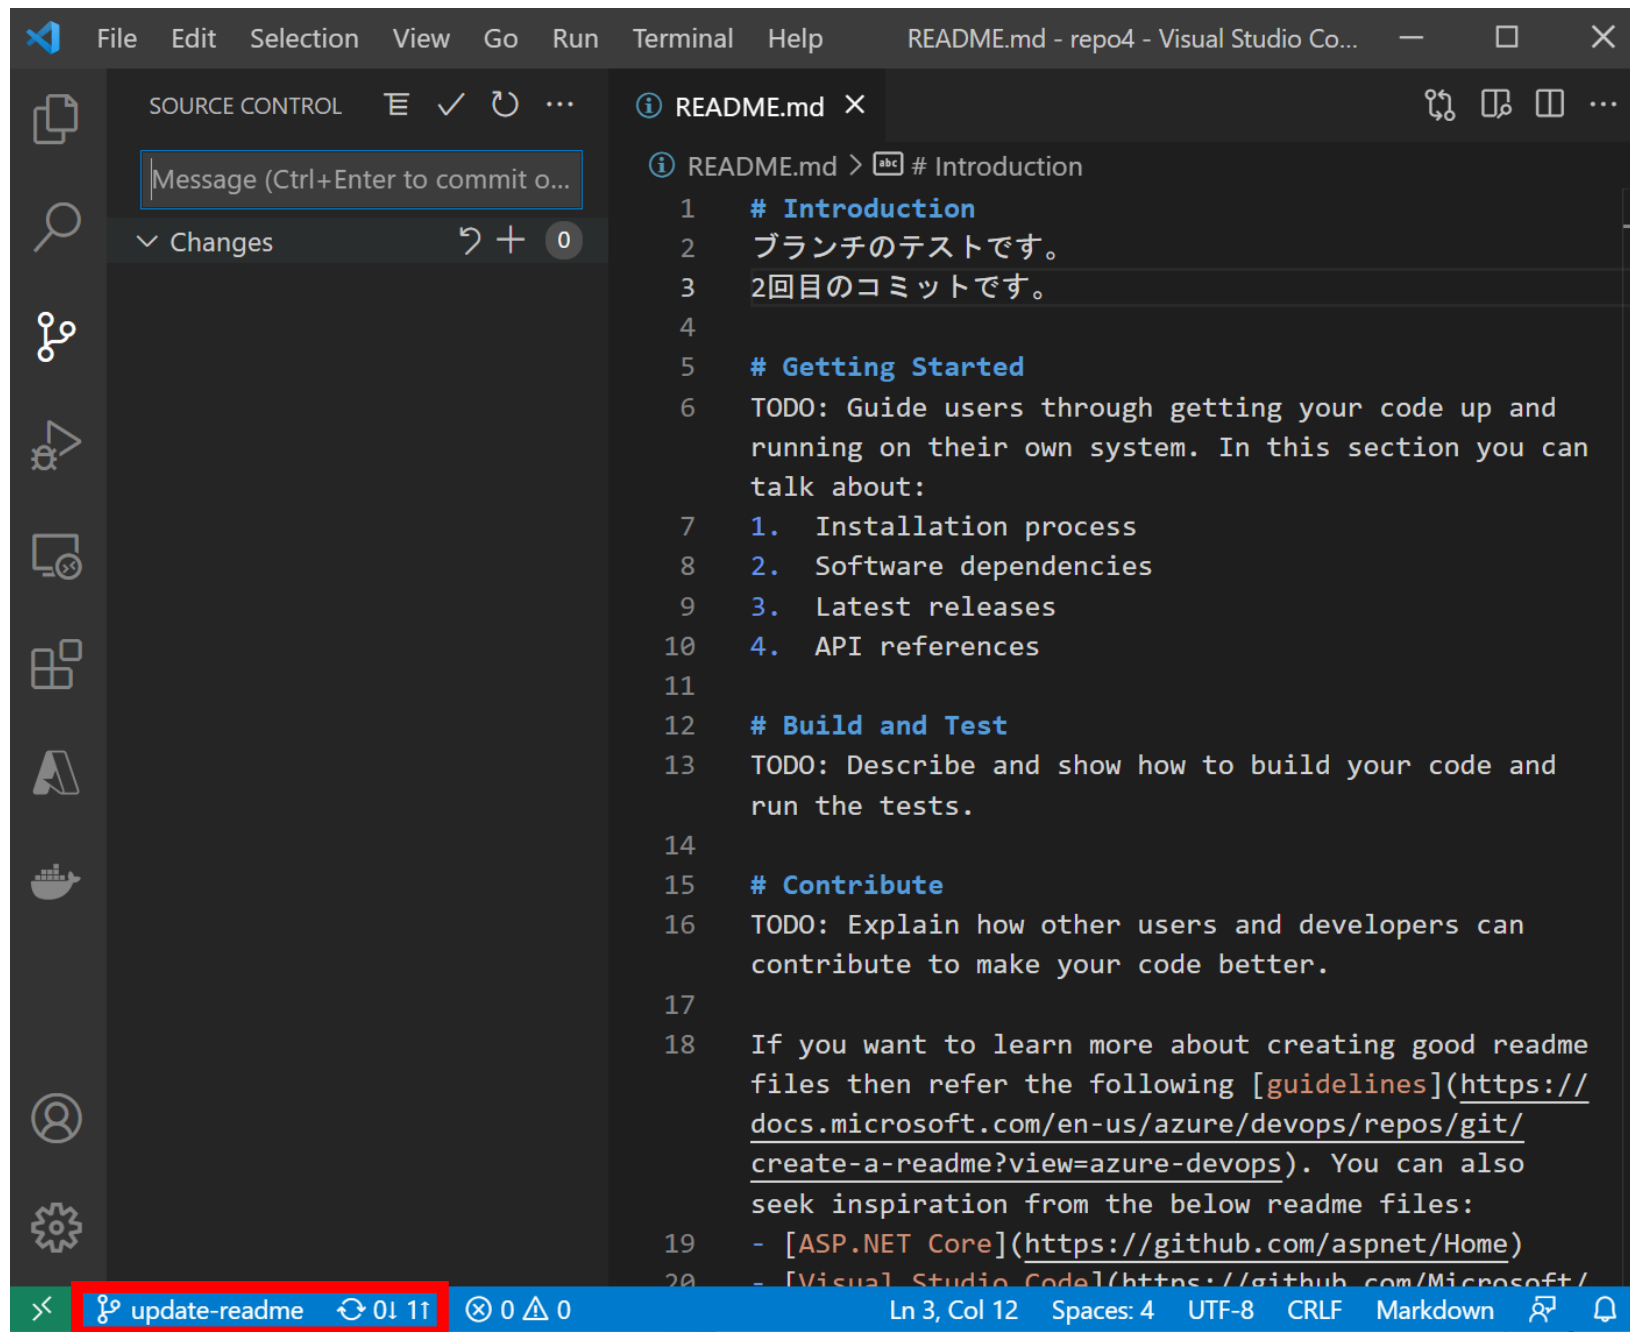 File Edit Selection View Go Run Terminal Help README.md - repo4 - Visual Studio Co...
SOURCE CONTROL
README.md
Message (Ctrl+Enter to commit o...
Changes 0
README.md > abc # Introduction
1 # Introduction
2 ブランチのテストです。
3 2回目のコミットです。
4
5 # Getting Started
6 TODO: Guide users through getting your code up and
running on their own system. In this section you can
talk about:
7 1. Installation process
8 2. Software dependencies
9 3. Latest releases
10 4. API references
11
12 # Build and Test
13 TODO: Describe and show how to build your code and
run the tests.
14
15 # Contribute
16 TODO: Explain how other users and developers can
contribute to make your code better.
17
18 If you want to learn more about creating good readme
files then refer the following [guidelines](https://
docs.microsoft.com/en-us/azure/devops/repos/git/
create-a-readme?view=azure-devops). You can also
seek inspiration from the below readme files:
19 - [ASP.NET Core](https://github.com/aspnet/Home)
20 - [Visual Studio Code](https://github.com/Microsoft/
update-readme 0↓ 1↑ 0 0 Ln 3, Col 12 Spaces: 4 UTF-8 CRLF Markdown